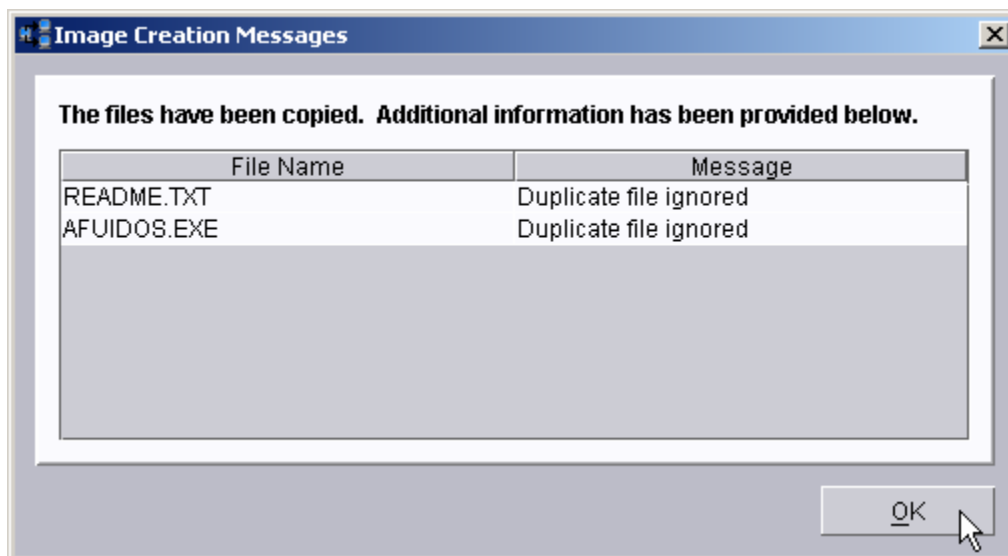 Image Creation Messages
The files have been copied.  Additional information has been provided below.
File Name Message
README.TXT Duplicate file ignored
AFUIDOS.EXE Duplicate file ignored
OK